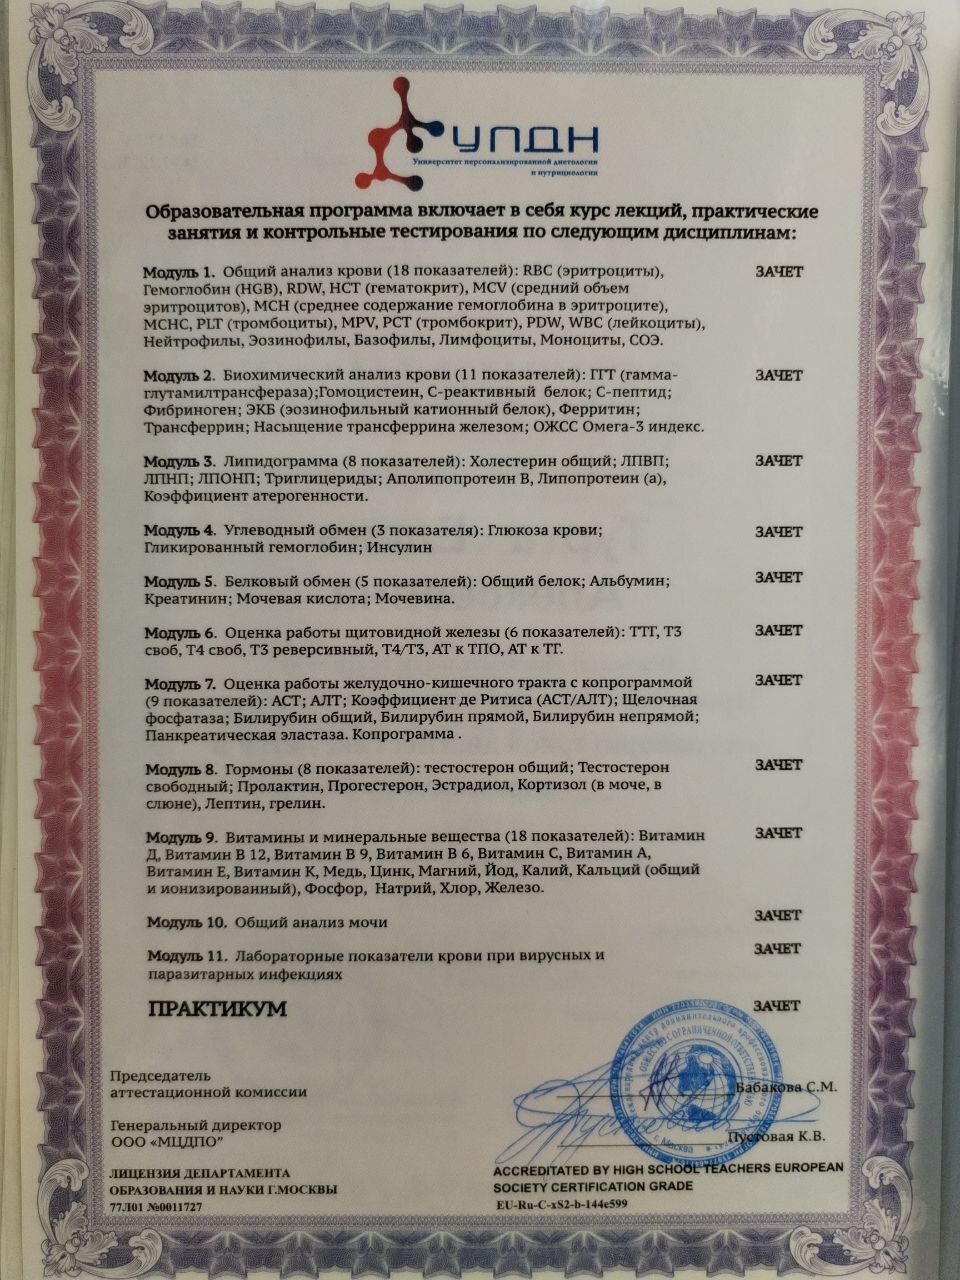 УПДН
Университет персонализированной диетологии
и нутрициологии
Образовательная программа включает в себя курс лекций, практические
занятия и контрольные тестирования по следующим дисциплинам:
Модуль 1. Общий анализ крови (18 показателей): RBC (эритроциты), ЗАЧЕТ
Гемоглобин (HGB), RDW, HCT (гематокрит), MCV (средний объем
эритроцитов), MCH (среднее содержание гемоглобина в эритроците),
MCHC, PLT (тромбоциты), MPV, PCT (тромбокрит), PDW, WBC (лейкоциты),
Нейтрофилы, Эозинофилы, Базофилы, Лимфоциты, Моноциты, СОЭ.
Модуль 2. Биохимический анализ крови (11 показателей): ГГТ (гамма- ЗАЧЕТ
глутамилтрансфераза);Гомоцистеин, С-реактивный белок; С-пептид;
Фибриноген; ЭКБ (эозинофильный катионный белок), Ферритин;
Трансферрин; Насыщение трансферрина железом; ОЖСС Омега-3 индекс.
Модуль 3. Липидограмма (8 показателей): Холестерин общий; ЛПВП; ЗАЧЕТ
ЛПНП; ЛПОНП; Триглицериды; Аполипопротеин В, Липопротеин (а),
Коэффициент атерогенности.
Модуль 4. Углеводный обмен (3 показателя): Глюкоза крови; ЗАЧЕТ
Гликированный гемоглобин; Инсулин
Модуль 5. Белковый обмен (5 показателей): Общий белок; Альбумин; ЗАЧЕТ
Креатинин; Мочевая кислота; Мочевина.
Модуль 6. Оценка работы щитовидной железы (6 показателей): ТТГ, Т3 ЗАЧЕТ
своб, Т4 своб, Т3 реверсивный, Т4/Т3, АТ к ТПО, АТ к ТГ.
Модуль 7. Оценка работы желудочно-кишечного тракта с копрограммой ЗАЧЕТ
(9 показателей): АСТ; АЛТ; Коэффициент де Ритиса (АСТ/АЛТ); Щелочная
фосфатаза; Билирубин общий, Билирубин прямой, Билирубин непрямой;
Панкреатическая эластаза. Копрограмма .
Модуль 8. Гормоны (8 показателей): тестостерон общий; Тестостерон ЗАЧЕТ
свободный; Пролактин, Прогестерон, Эстрадиол, Кортизол (в моче, в
слюне), Лептин, грелин.
Модуль 9. Витамины и минеральные вещества (18 показателей): Витамин ЗАЧЕТ
Д, Витамин В 12, Витамин В 9, Витамин В 6, Витамин С, Витамин А,
Витамин Е, Витамин К, Медь, Цинк, Магний, Йод, Калий, Кальций (общий
и ионизированный), Фосфор, Натрий, Хлор, Железо.
Модуль 10. Общий анализ мочи ЗАЧЕТ
Модуль 11. Лабораторные показатели крови при вирусных и ЗАЧЕТ
паразитарных инфекциях
ПРАКТИКУМ ЗАЧЕТ
Председатель
аттестационной комиссии Бабакова С.М.
Генеральный директор
ООО «МЦДПО” Пустовая К.В.
г. Москва
ЛИЦЕНЗИЯ ДЕПАРТАМЕНТА
ОБРАЗОВАНИЯ И НАУКИ Г.МОСКВЫ
77Л01 №0011727
ACCREDITATED BY HIGH SCHOOL TEACHERS EUROPEAN
SOCIETY CERTIFICATION GRADE
EU-Ru-C-xS2-b-144e599